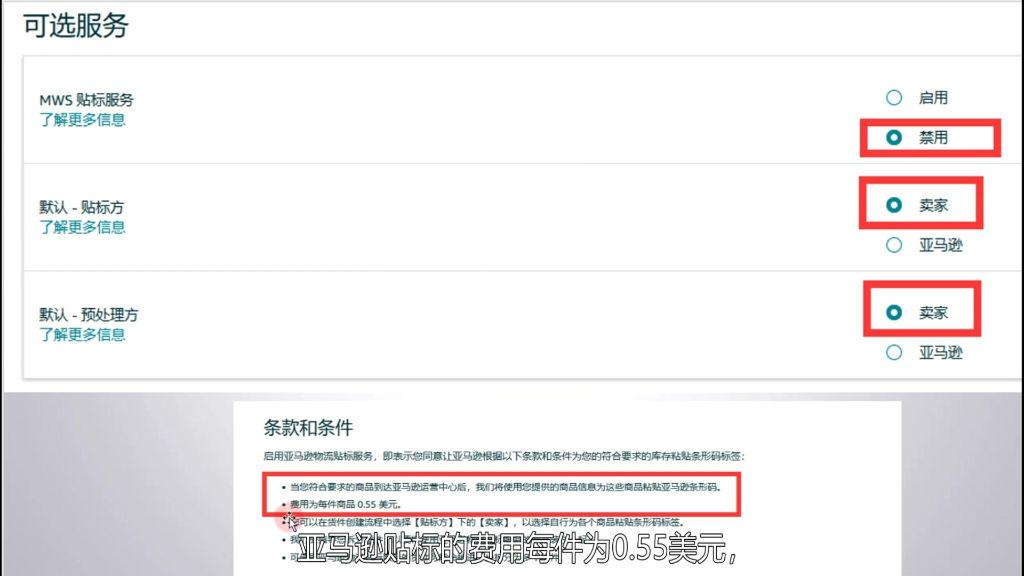 可选服务
MWS 贴标服务
了解更多信息
启用
禁用
默认 - 贴标方
了解更多信息
卖家
亚马逊
默认 - 预处理方
了解更多信息
卖家
亚马逊
条款和条件
启用亚马逊物流贴标服务，即表示您同意让亚马逊根据以下条款和条件为您的符合要求的库存粘贴条形码标签：
当您符合要求的商品到达亚马逊运营中心后，我们将使用您提供的商品信息为这些商品粘贴亚马逊条形码。
费用为每件商品 0.55 美元。
可以在货件创建流程中选择【贴标方】下的【卖家】，以选择自行为各个商品粘贴条形码标签。
亚马逊贴标的费用每件为0.55美元，